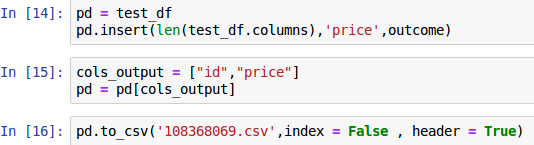 In [14]: pd = test_df
pd.insert(len(test_df.columns),'price',outcome)
In [15]: cols_output = ["id","price"]
pd = pd[cols_output]
In [16]: pd.to_csv('108368069.csv',index = False , header = True)